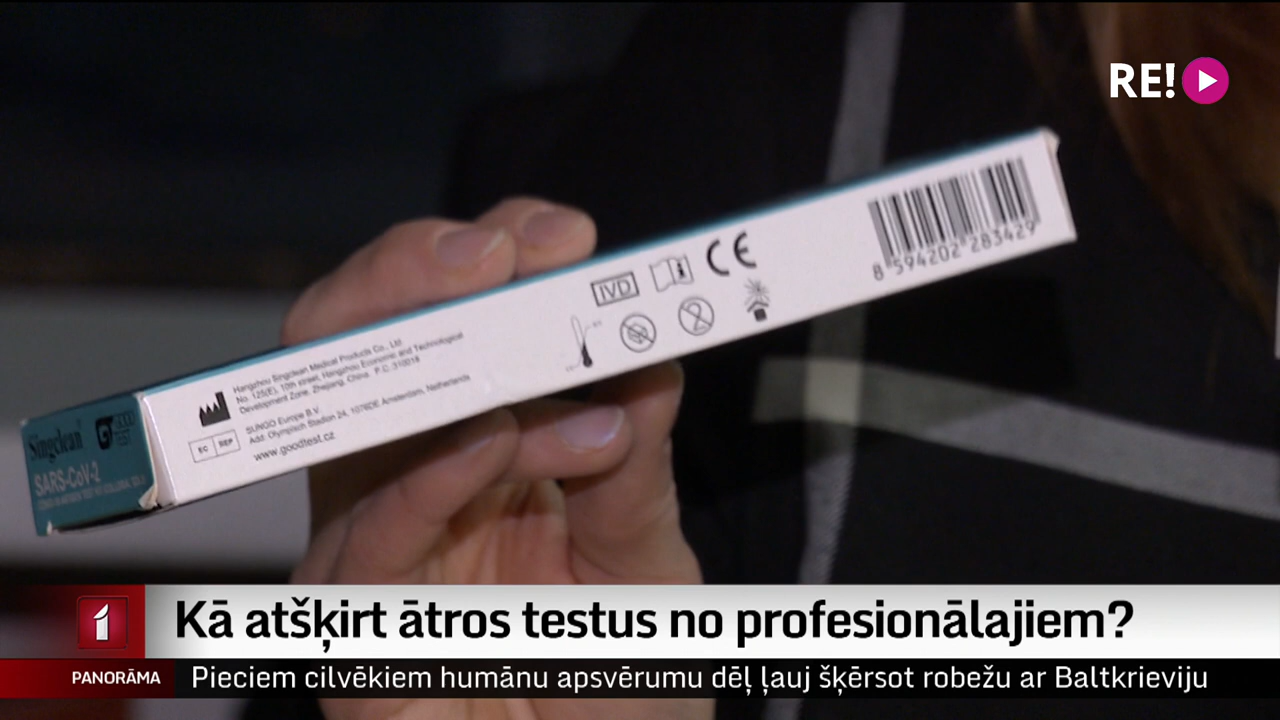 RE!
8 594202 283429
IVD
CE
Hangzhou Singclean Medical Products Co., Ltd.
No. 125(E), 10th street, Hangzhou Economic and Technological
Development Zone, Zhejiang, China P.C.:310018
EC REP
SUNGO Europe B.V.
Add: Olympisch Stadion 24, 1076DE Amsterdam, Netherlands
www.goodtest.cz
Singclean
GOOD
TEST
SARS-CoV-2
1
Kā atšķirt ātros testus no profesionālajiem?
PANORĀMA
Pieciem cilvēkiem humānu apsvērumu dēļ ļauj šķērsot robežu ar Baltkrieviju